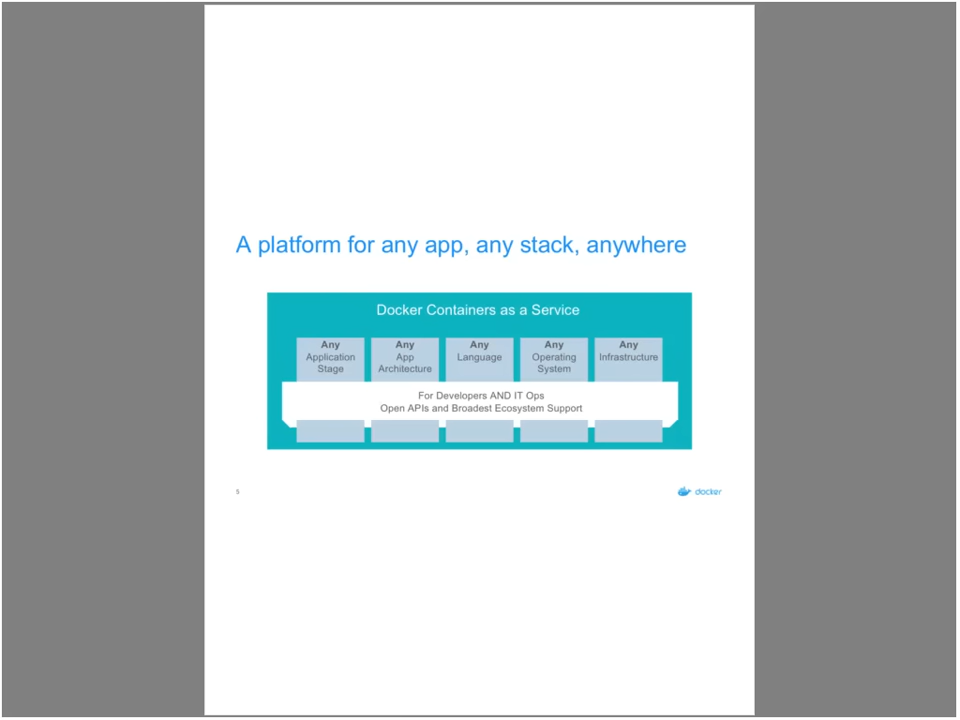 A platform for any app, any stack, anywhere
Docker Containers as a Service
Any
Application
Stage
Any
App
Architecture
Any
Language
Any
Operating
System
Any
Infrastructure
For Developers AND IT Ops
Open APIs and Broadest Ecosystem Support
5
docker